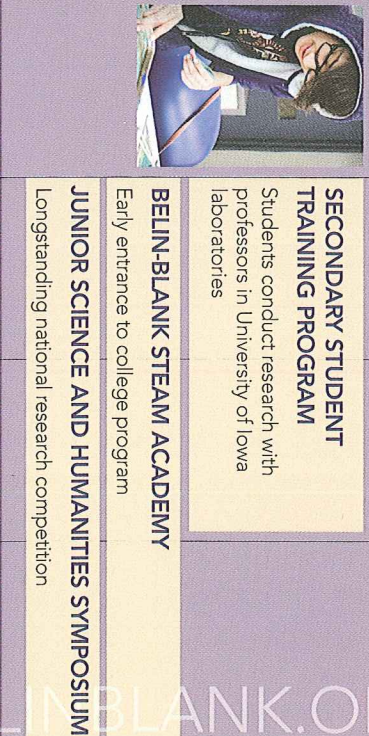 SECONDARY STUDENT
TRAINING PROGRAM
Students conduct research with
professors in University of Iowa
laboratories
BELIN-BLANK STEAM ACADEMY
Early entrance to college program
JUNIOR SCIENCE AND HUMANITIES SYMPOSIUM
Longstanding national research competition
LINBLANK.O